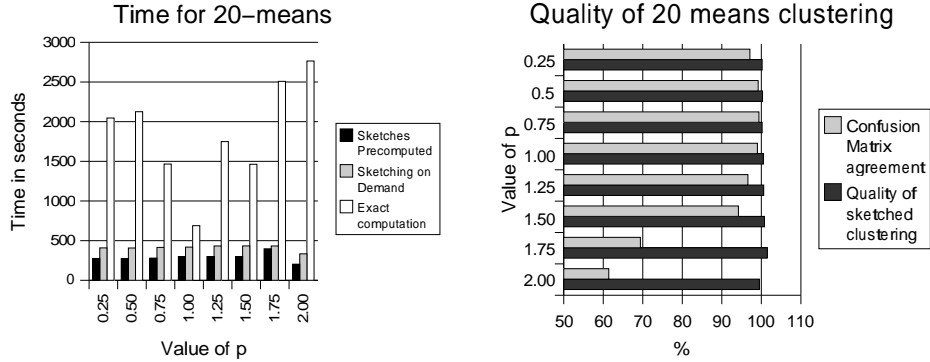 Time for 20−means
3000
2500
2000
1500
1000
500
0
Time in seconds
0.25
0.50
0.75
1.00
1.25
1.50
1.75
2.00
Value of p
Sketches
Precomputed
Sketching on
Demand
Exact
computation
Quality of 20 means clustering
0.25
0.5
0.75
1.00
1.25
1.50
1.75
2.00
Value of p
50
60
70
80
90
100
110
%
Confusion
Matrix
agreement
Quality of
sketched
clustering